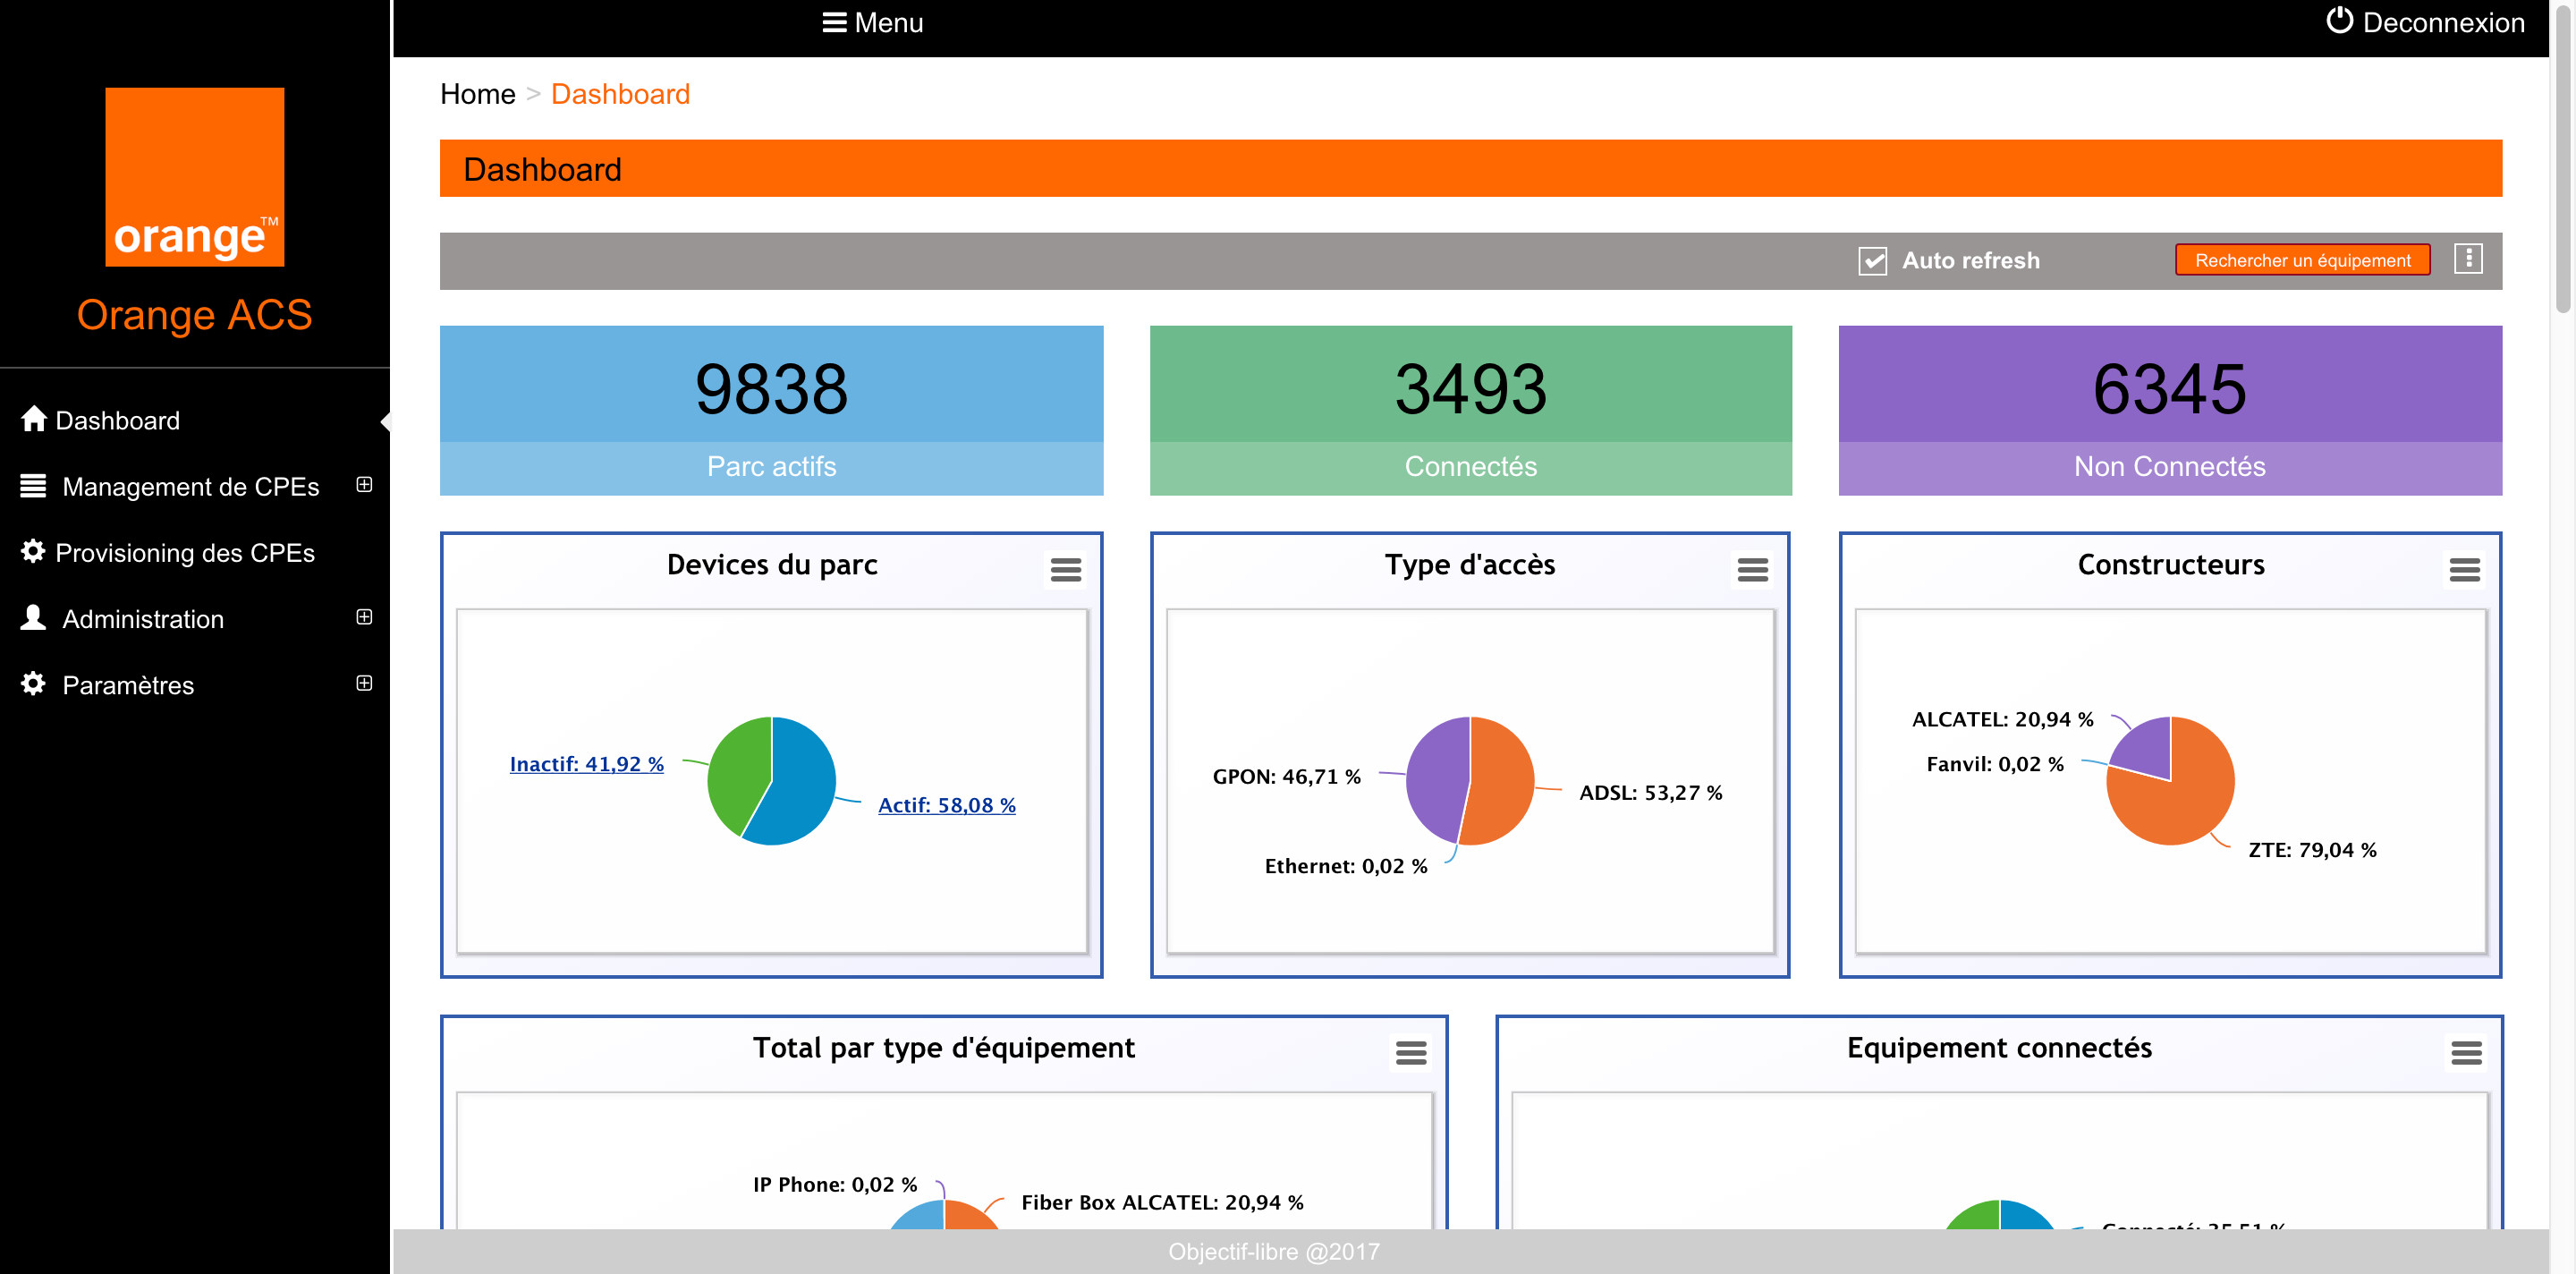 Menu
Deconnexion
orange™
Orange ACS
Dashboard
Management de CPEs
Provisioning des CPEs
Administration
Paramètres
Home > Dashboard
Dashboard
Auto refresh
Rechercher un équipement
9838
Parc actifs
3493
Connectés
6345
Non Connectés
Devices du parc
Inactif: 41,92 %
Actif: 58,08 %
Type d'accès
GPON: 46,71 %
ADSL: 53,27 %
Ethernet: 0,02 %
Constructeurs
ALCATEL: 20,94 %
Fanvil: 0,02 %
ZTE: 79,04 %
Total par type d'équipement
IP Phone: 0,02 %
Fiber Box ALCATEL: 20,94 %
Equipement connectés
Connecté: 35,51 %
Objectif-libre @2017